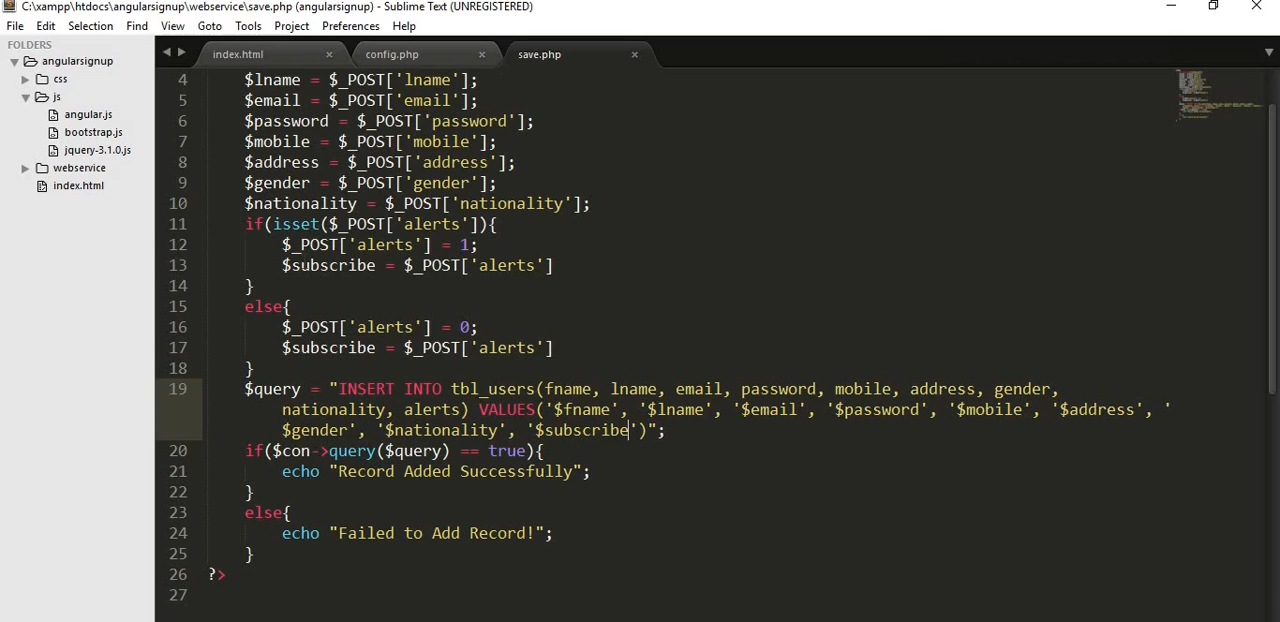 C:\xampp\htdocs\angularsignup\webservice\save.php (angularsignup) - Sublime Text (UNREGISTERED)
File Edit Selection Find View Goto Tools Project Preferences Help
FOLDERS
angularsignup
css
js
angular.js
bootstrap.js
jquery-3.1.0.js
webservice
index.html
index.html × config.php × save.php ×
4 $lname = $_POST['lname'];
5 $email = $_POST['email'];
6 $password = $_POST['password'];
7 $mobile = $_POST['mobile'];
8 $address = $_POST['address'];
9 $gender = $_POST['gender'];
10 $nationality = $_POST['nationality'];
11 if(isset($_POST['alerts']){
12 $_POST['alerts'] = 1;
13 $subscribe = $_POST['alerts']
14 }
15 else{
16 $_POST['alerts'] = 0;
17 $subscribe = $_POST['alerts']
18 }
19 $query = "INSERT INTO tbl_users(fname, lname, email, password, mobile, address, gender,
nationality, alerts) VALUES('$fname', '$lname', '$email', '$password', '$mobile', '$address', '
$gender', '$nationality', '$subscribe')";
20 if($con->query($query) == true){
21 echo "Record Added Successfully";
22 }
23 else{
24 echo "Failed to Add Record!";
25 }
26 ?>
27